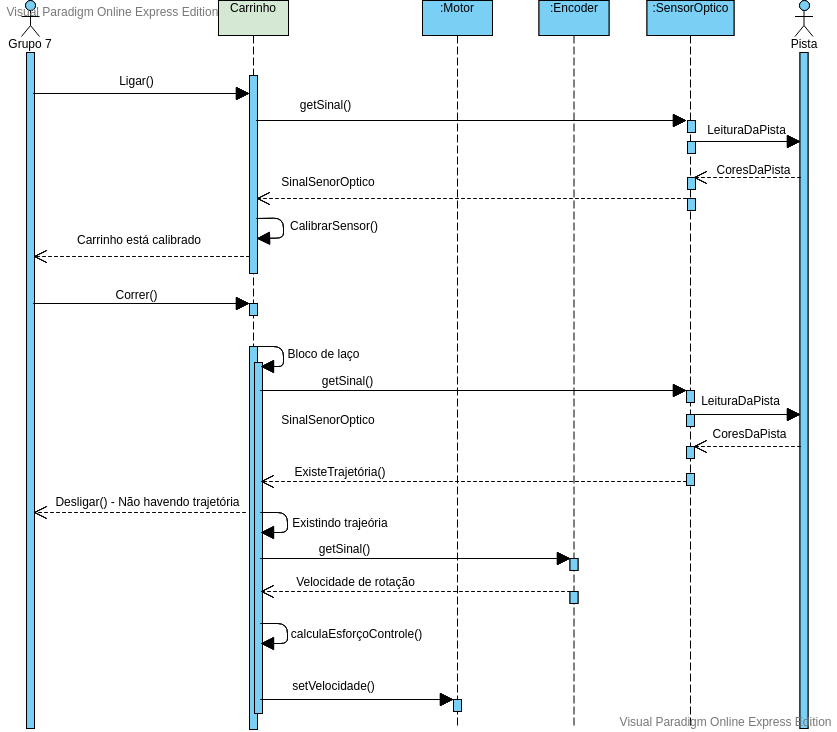 Visual Paradigm Online Express Edition
Carrinho
:Motor
:Encoder
:SensorOptico
Grupo 7
Pista
Ligar()
getSinal()
LeituraDaPista
CoresDaPista
SinalSenorOptico
CalibrarSensor()
Carrinho está calibrado
Correr()
Bloco de laço
getSinal()
LeituraDaPista
SinalSenorOptico
CoresDaPista
ExisteTrajetória()
Desligar() - Não havendo trajetória
Existindo trajeória
getSinal()
Velocidade de rotação
calculaEsforçoControle()
setVelocidade()
Visual Paradigm Online Express Edition